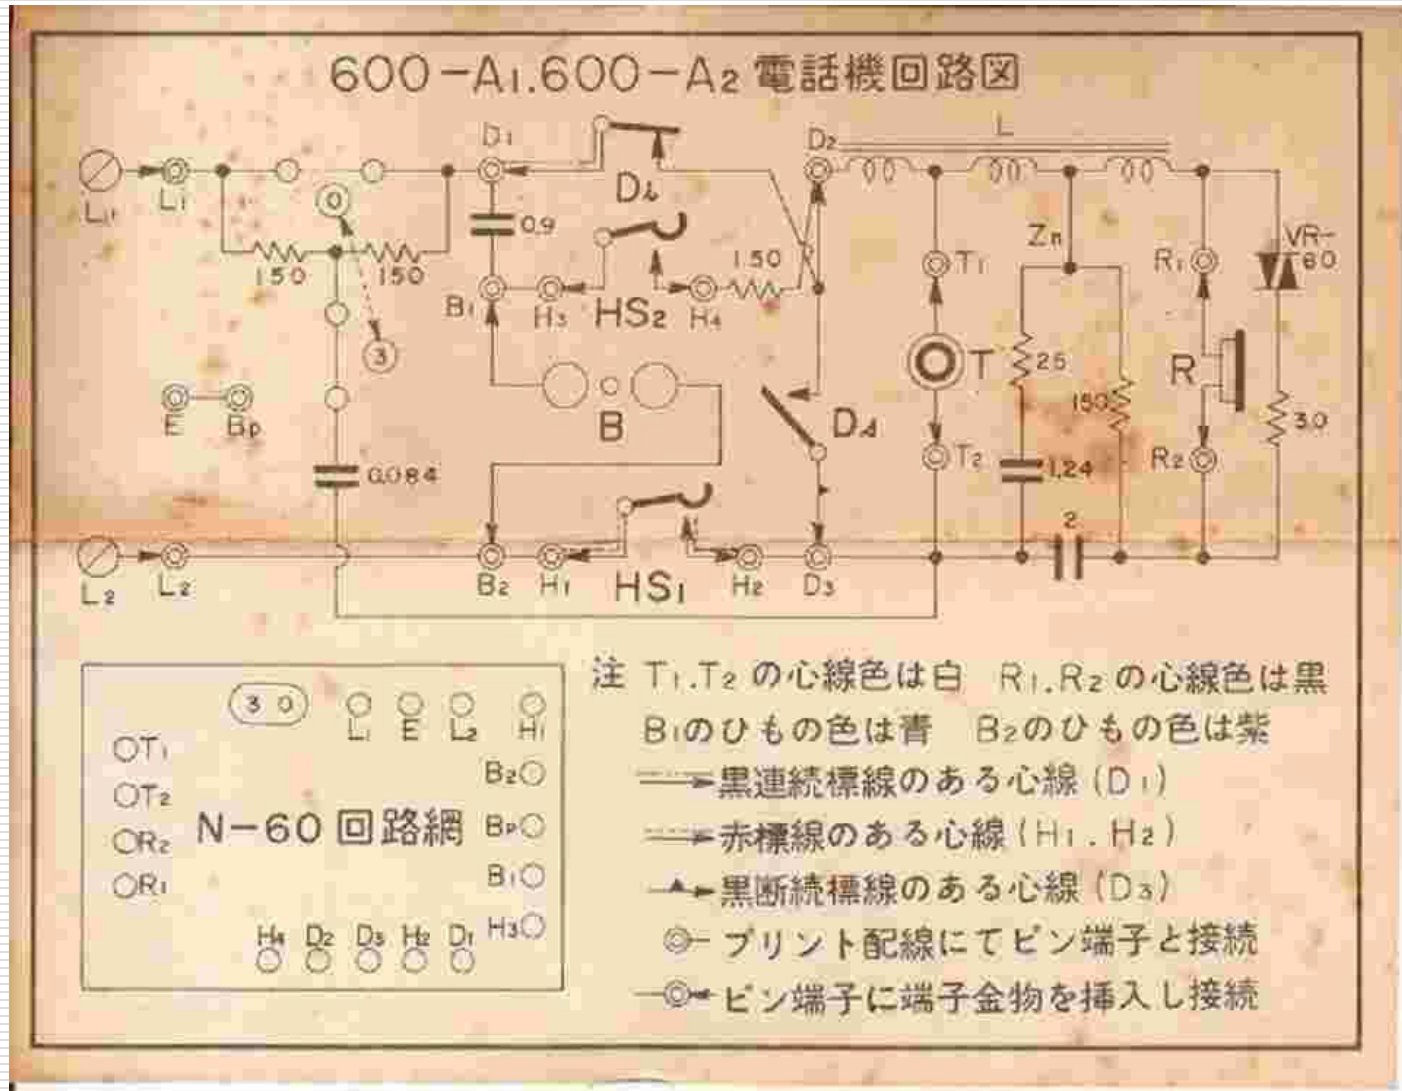 600-A1.600-A2 電話機回路図
D1
D2
L
L1
L1
0
Di
0.9
150
150
150
Zn
T1
R1
VR-60
B1
H3
HS2
H4
3
T
25
R
E
Bp
B
Ds
150
30
0.084
T2
1.24
R2
2
L2
L2
B2
H1
HS1
H2
D3
3 0
L1
E
L2
H1
T1
B2
T2
N-60 回路網
Bp
R2
R1
B1
H3
H4
D2
D3
H2
D1
注 T1.T2の心線色は白 R1.R2の心線色は黒
B1のひもの色は青 B2のひもの色は紫
黒連続標線のある心線(D1)
赤標線のある心線(H1.H2)
黒断続標線のある心線(D3)
プリント配線にてピン端子と接続
ピン端子に端子金物を挿入し接続